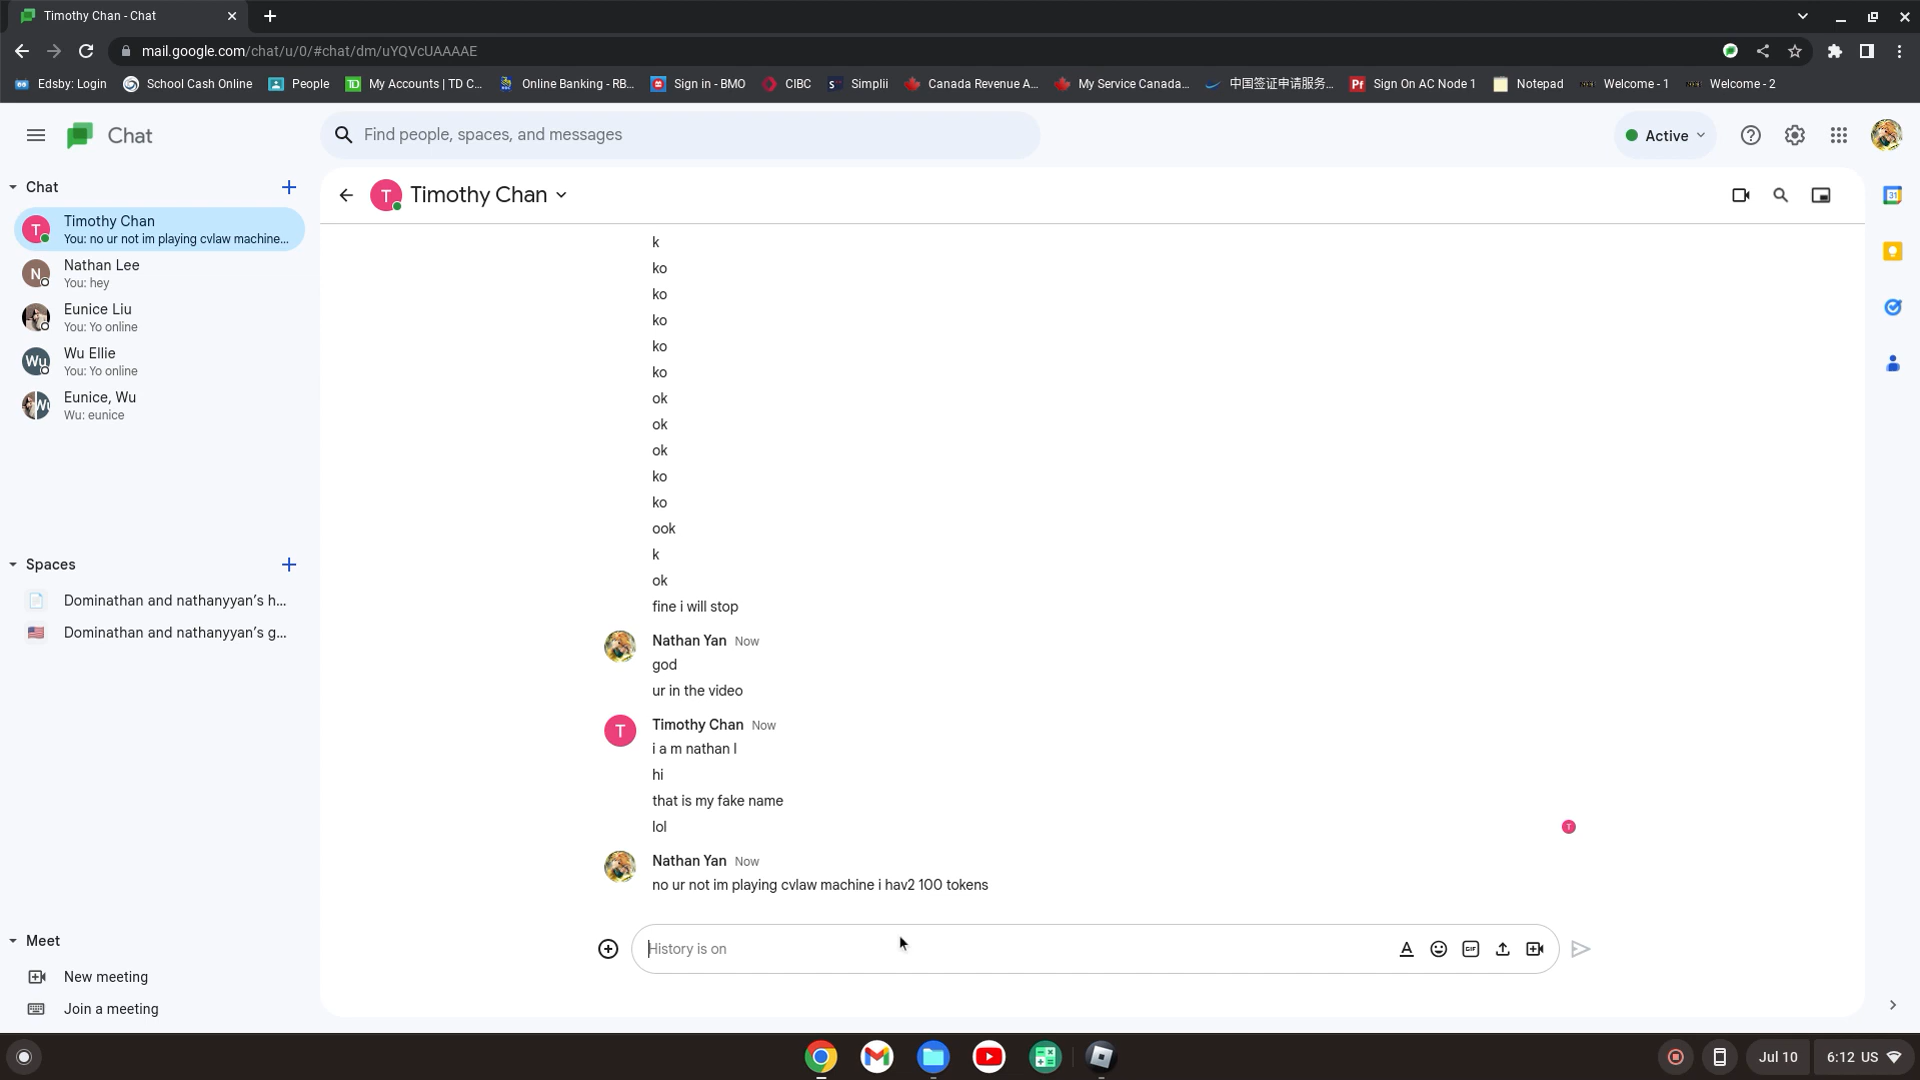 Timothy Chan - Chat
mail.google.com/chat/u/0/#chat/dm/uYQVcUAAAAE
Edsby: Login
School Cash Online
People
My Accounts | TD C...
Online Banking - RB...
Sign in - BMO
CIBC
Simplii
Canada Revenue A...
My Service Canada...
中国签证申请服务...
Sign On AC Node 1
Notepad
Welcome - 1
Welcome - 2
Chat
Find people, spaces, and messages
Active
Chat
Timothy Chan
You: no ur not im playing cvlaw machine...
Nathan Lee
You: hey
Eunice Liu
You: Yo online
Wu Ellie
You: Yo online
Eunice, Wu
Wu: eunice
Spaces
Dominathan and nathanyyan’s h...
Dominathan and nathanyyan’s g...
Meet
New meeting
Join a meeting
T Timothy Chan
k
ko
ko
ko
ko
ko
ok
ok
ok
ko
ko
ook
k
ok
fine i will stop
Nathan Yan Now
god
ur in the video
T Timothy Chan Now
i a m nathan l
hi
that is my fake name
lol
Nathan Yan Now
no ur not im playing cvlaw machine i hav2 100 tokens
History is on
GIF
31
Jul 10
6:12 US